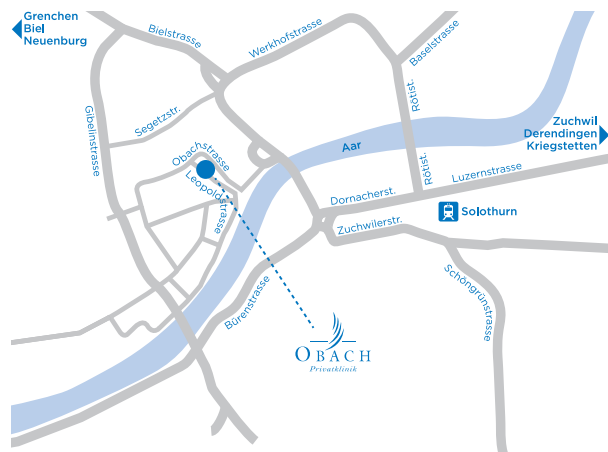 Grenchen
Biel
Neuenburg
Bielstrasse
Werkhofstrasse
Baselstrasse
Gibelinstrasse
Segetzstr.
Rötist.
Zuchwil
Derendingen
Kriegstetten
Obachstrasse
Aar
Leopoldstrasse
Rötist.
Luzernstrasse
Dornacherst.
Solothurn
Zuchwilerstr.
Bürenstrasse
Schöngrünstrasse
OBACH
Privatklinik